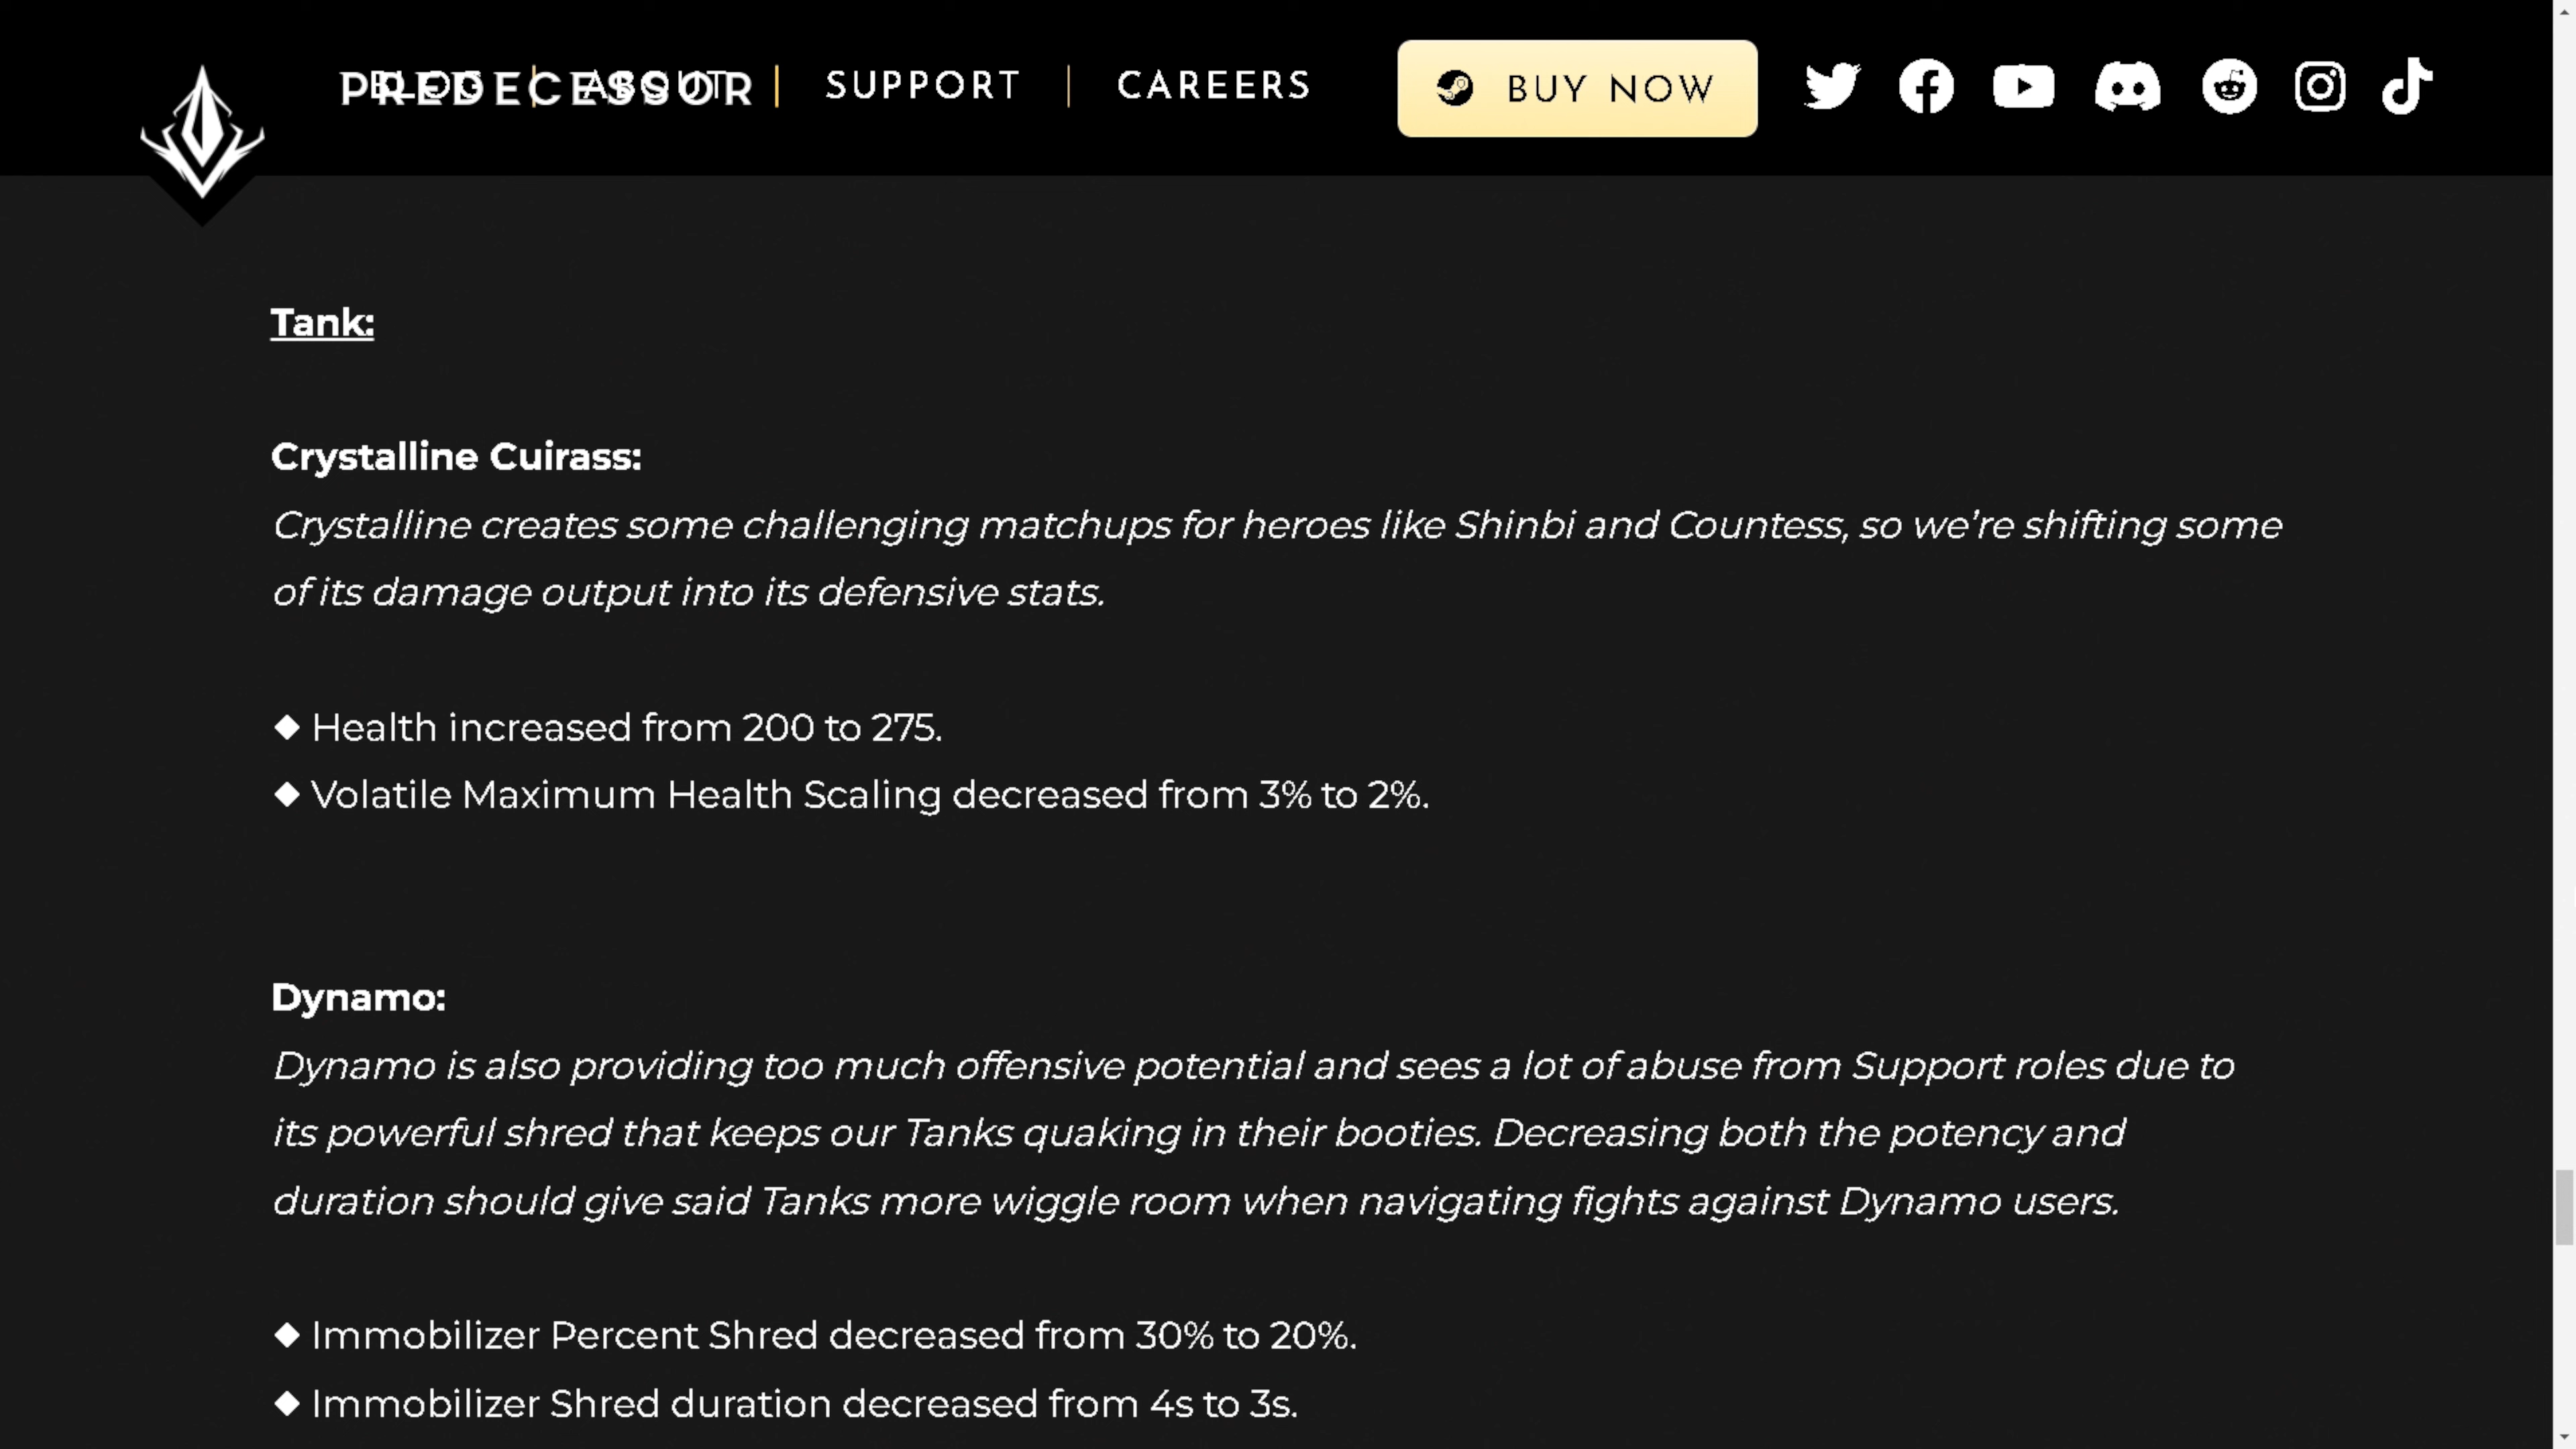 PREDECESSOR
BLOG | ABOUT | SUPPORT | CAREERS
BUY NOW
Tank:
Crystalline Cuirass:
Crystalline creates some challenging matchups for heroes like Shinbi and Countess, so we're shifting some
of its damage output into its defensive stats.
◆ Health increased from 200 to 275.
◆ Volatile Maximum Health Scaling decreased from 3% to 2%.
Dynamo:
Dynamo is also providing too much offensive potential and sees a lot of abuse from Support roles due to
its powerful shred that keeps our Tanks quaking in their booties. Decreasing both the potency and
duration should give said Tanks more wiggle room when navigating fights against Dynamo users.
◆ Immobilizer Percent Shred decreased from 30% to 20%.
◆ Immobilizer Shred duration decreased from 4s to 3s.